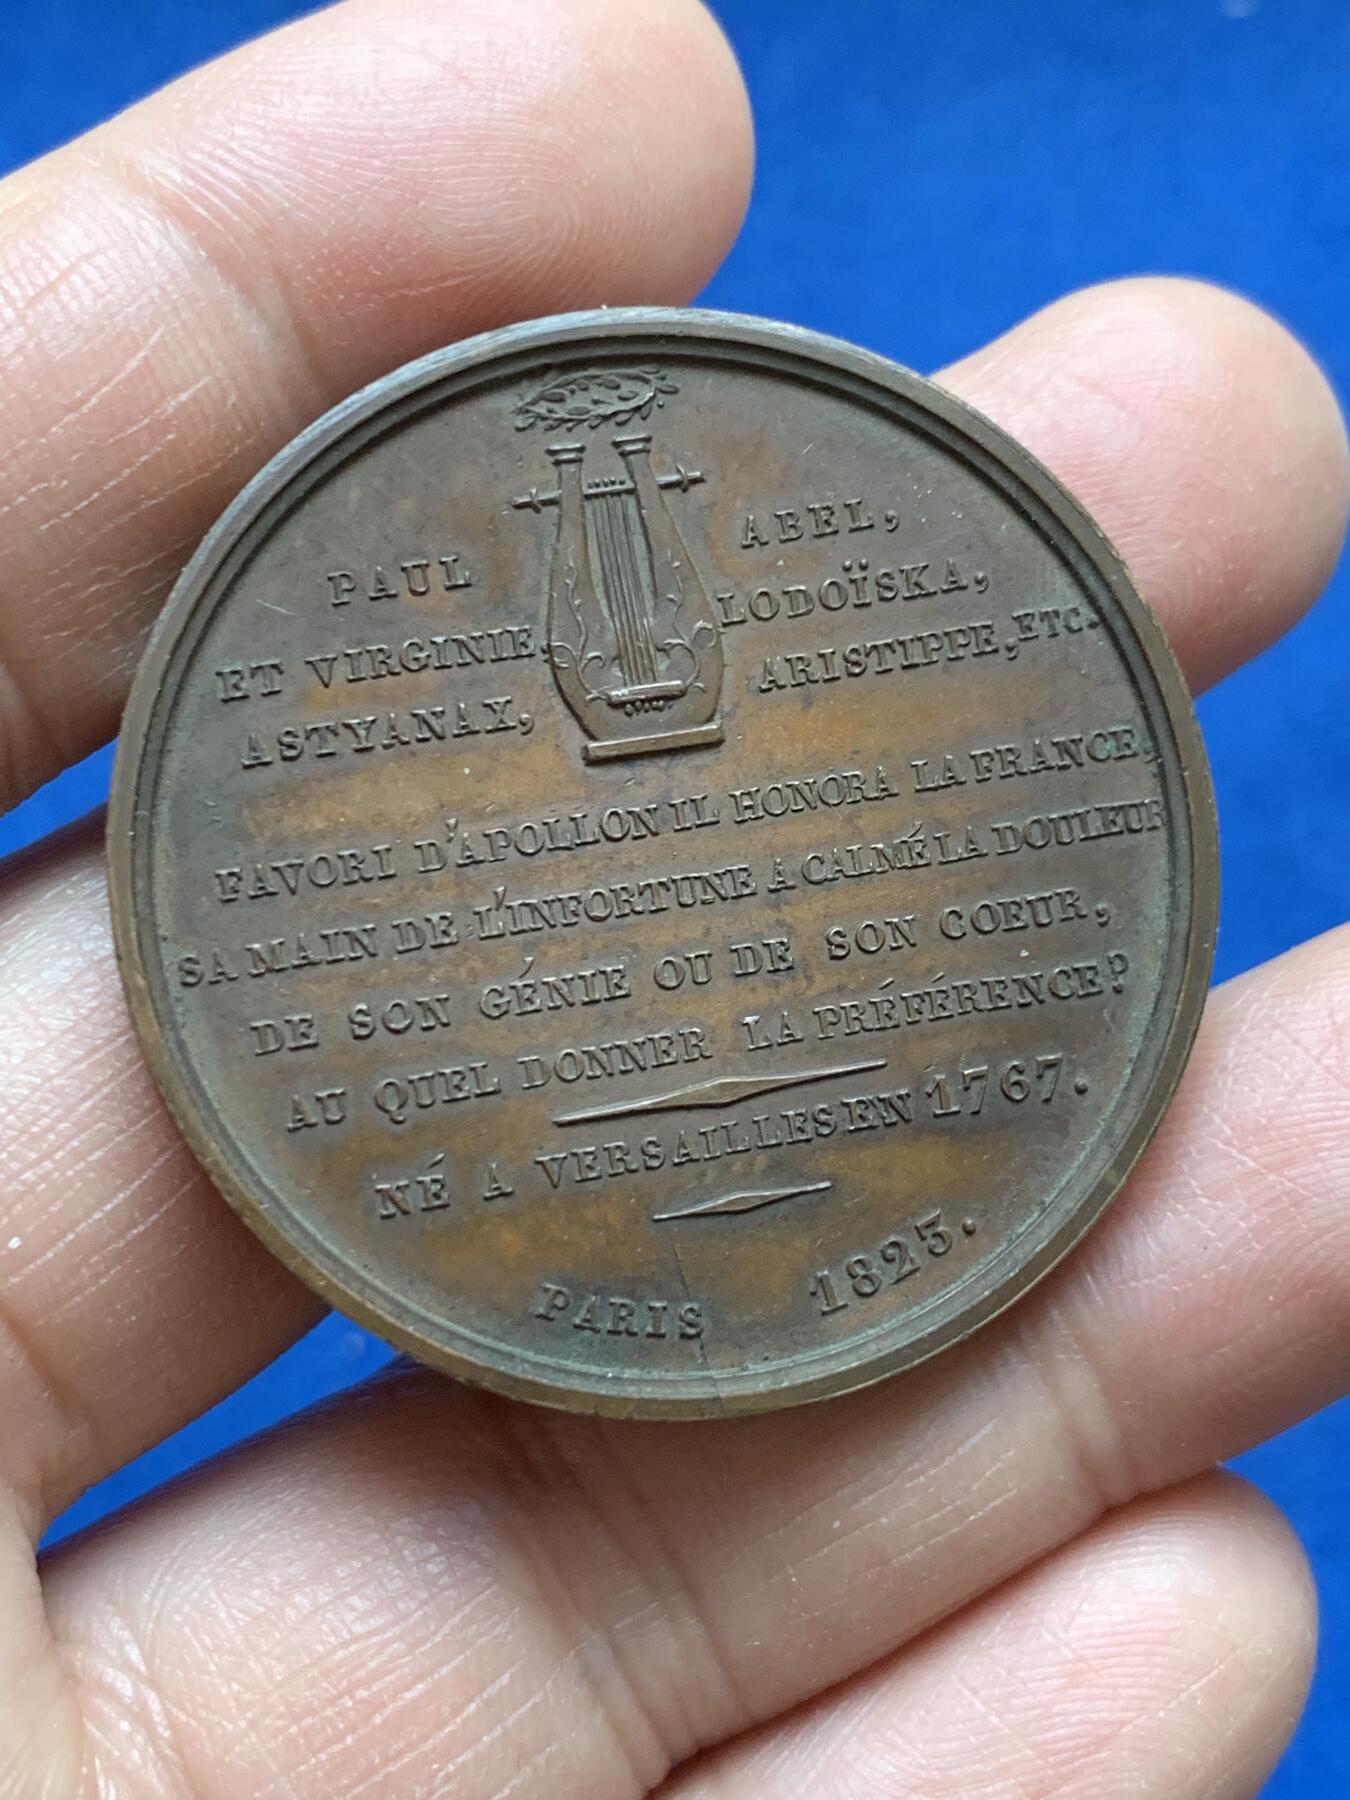 PAUL ABEL,
ET VIRGINIE, LODOÏSKA,
ASTYANAX, ARISTIPPE, ETC.
FAVORI D'APOLLON IL HONORA LA FRANCE,
SA MAIN DE L'INFORTUNE A CALMÉ LA DOULEUR
DE SON GÉNIE OU DE SON COEUR,
AU QUEL DONNER LA PRÉFÉRENCE?
NÉ A VERSAILLES EN 1767.
PARIS 1823.